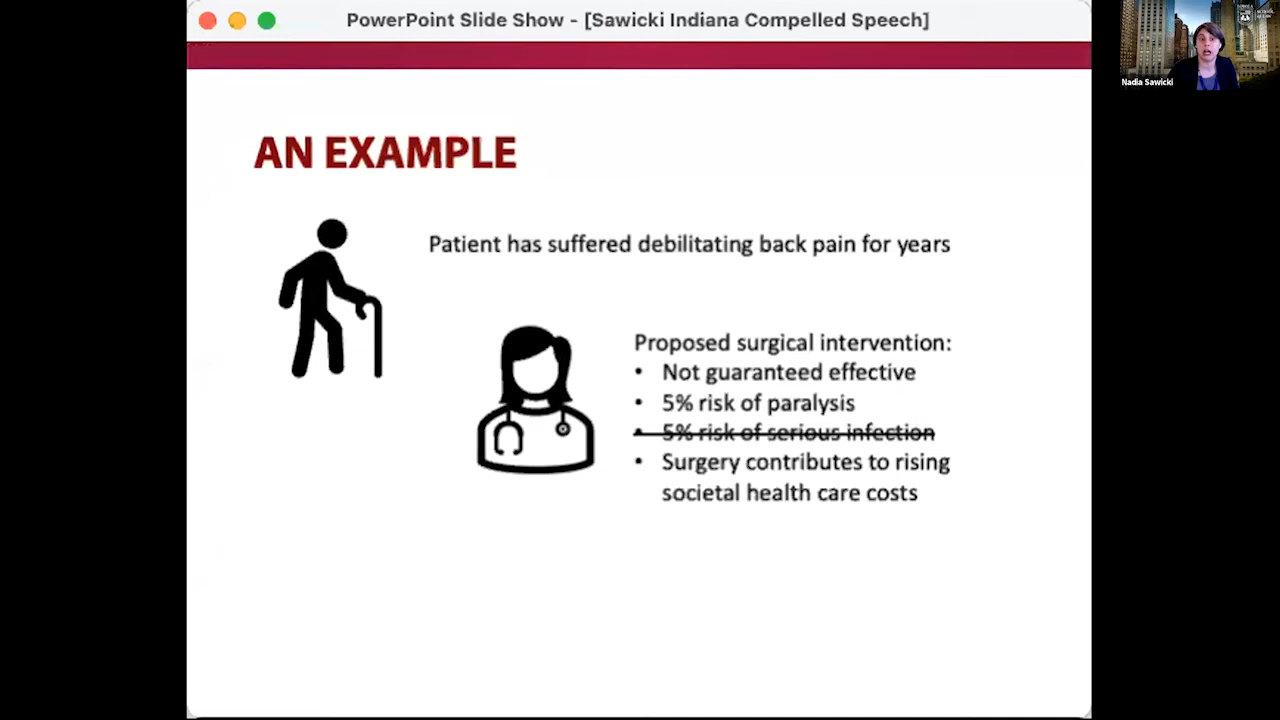 PowerPoint Slide Show - [Sawicki Indiana Compelled Speech]
AN EXAMPLE
Patient has suffered debilitating back pain for years
Proposed surgical intervention:
• Not guaranteed effective
• 5% risk of paralysis
• 5% risk of serious infection
• Surgery contributes to rising
societal health care costs
Nadia Sawicki